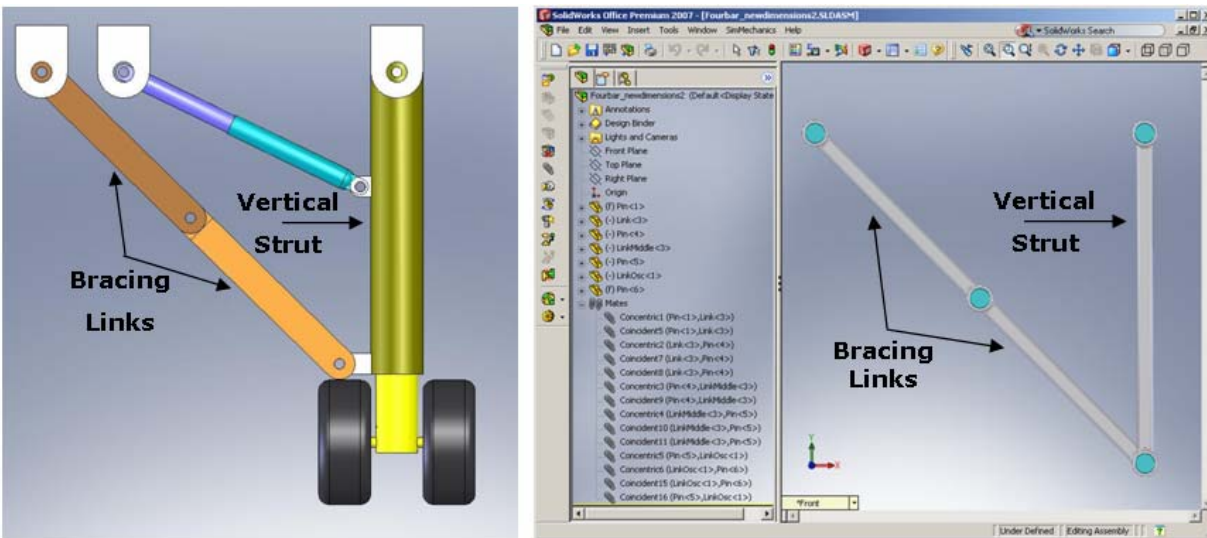 Vertical
Strut
Bracing
Links
SolidWorks Office Premium 2007 - [Fourbar_newdimensions2.SLDASM]
File Edit View Insert Tools Window SimMechanics Help
SolidWorks Search
Fourbar_newdimensions2 (Default<Display State
Annotations
Design Binder
Lights and Cameras
Front Plane
Top Plane
Right Plane
Origin
(f) Pin<1>
(-) Link<3>
(-) Pin<4>
(-) LinkMiddle<3>
(-) Pin<5>
(-) LinkOsc<1>
(f) Pin<6>
Mates
Concentric1 (Pin<1>,Link<3>)
Coincident5 (Pin<1>,Link<3>)
Concentric2 (Link<3>,Pin<4>)
Coincident7 (Link<3>,Pin<4>)
Coincident8 (Link<3>,Pin<4>)
Concentric3 (Pin<4>,LinkMiddle<3>)
Coincident9 (Pin<4>,LinkMiddle<3>)
Concentric4 (LinkMiddle<3>,Pin<5>)
Coincident10 (LinkMiddle<3>,Pin<5>)
Coincident11 (LinkMiddle<3>,Pin<5>)
Concentric5 (Pin<5>,LinkOsc<1>)
Concentric6 (LinkOsc<1>,Pin<6>)
Coincident15 (LinkOsc<1>,Pin<6>)
Coincident16 (Pin<5>,LinkOsc<1>)
Vertical
Strut
Bracing
Links
Y
X
*Front
Under Defined Editing Assembly